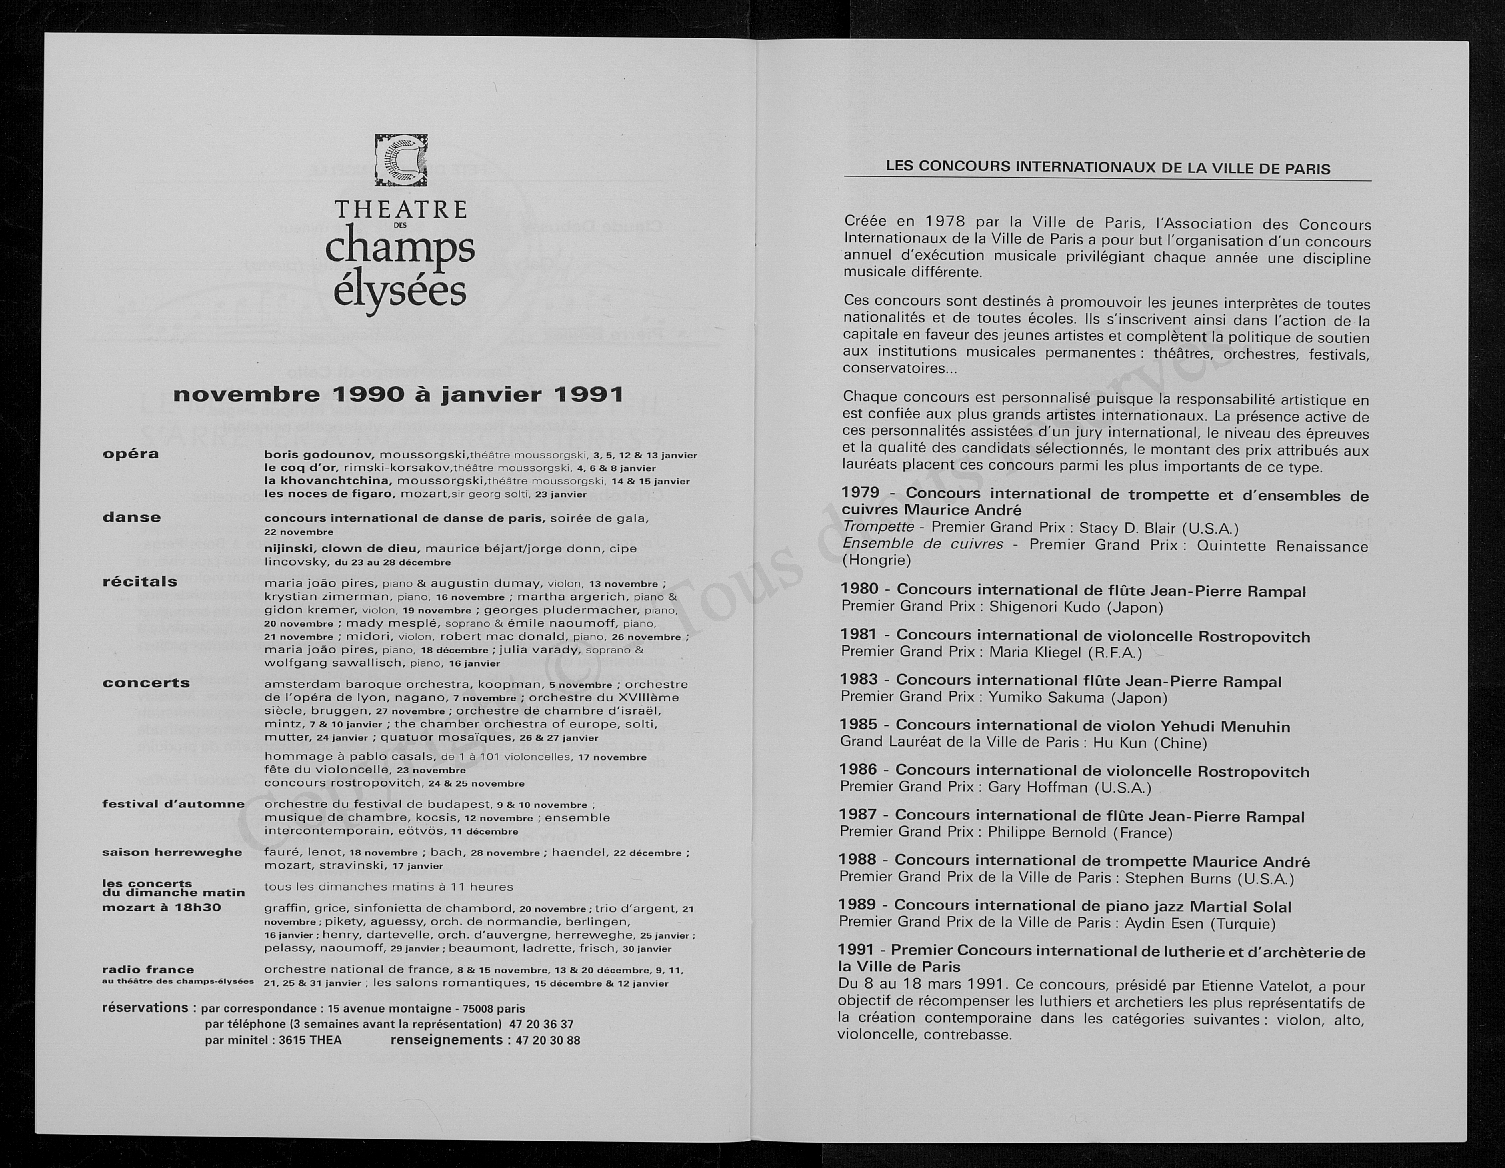 THEATRE
DES
champs
élysées
novembre 1990 à janvier 1991
opéra
boris godounov, moussorgski,théâtre moussorgski, 3, 5, 12 & 13 janvier
le coq d'or, rimski-korsakov,théâtre moussorgski, 4, 6 & 8 janvier
la khovanchtchina, moussorgski,théâtre moussorgski, 14 & 15 janvier
les noces de figaro, mozart,sir georg solti, 23 janvier
danse
concours international de danse de paris, soirée de gala,
22 novembre
nijinski, clown de dieu, maurice béjart/jorge donn, cipe
lincovsky, du 23 au 28 décembre
récitals
maria joão pires, piano & augustin dumay, violon, 13 novembre ;
krystian zimerman, piano, 16 novembre ; martha argerich, piano &
gidon kremer, violon, 19 novembre ; georges pludermacher, piano,
20 novembre ; mady mesplé, soprano & émile naoumoff, piano,
21 novembre ; midori, violon, robert mac donald, piano, 26 novembre ;
maria joão pires, piano, 18 décembre ; julia varady, soprano &
wolfgang sawallisch, piano, 16 janvier
concerts
amsterdam baroque orchestra, koopman, 5 novembre ; orchestre
de l'opéra de lyon, nagano, 7 novembre ; orchestre du XVIIIème
siècle, bruggen, 27 novembre ; orchestre de chambre d'israël,
mintz, 7 & 10 janvier ; the chamber orchestra of europe, solti,
mutter, 24 janvier ; quatuor mosaïques, 26 & 27 janvier
hommage à pablo casals, de 1 à 101 violoncelles, 17 novembre
fête du violoncelle, 23 novembre
concours rostropovitch, 24 & 25 novembre
festival d'automne
orchestre du festival de budapest, 9 & 10 novembre ;
musique de chambre, kocsis, 12 novembre ; ensemble
intercontemporain, eötvös, 11 décembre
saison herreweghe
fauré, lenot, 18 novembre ; bach, 28 novembre ; haendel, 22 décembre ;
mozart, stravinski, 17 janvier
les concerts
du dimanche matin
tous les dimanches matins à 11 heures
mozart à 18h30
graffin, grice, sinfonietta de chambord, 20 novembre ; trio d'argent, 21
novembre ; pikety, aguessy, orch. de normandie, berlingen,
16 janvier ; henry, dartevelle, orch. d'auvergne, herreweghe, 25 janvier ;
pelassy, naoumoff, 29 janvier ; beaumont, ladrette, frisch, 30 janvier
radio france
au théâtre des champs-élysées
orchestre national de france, 8 & 15 novembre, 13 & 20 décembre, 9, 11,
21, 25 & 31 janvier ; les salons romantiques, 15 décembre & 12 janvier
réservations : par correspondance : 15 avenue montaigne - 75008 paris
par téléphone (3 semaines avant la représentation) 47 20 36 37
par minitel : 3615 THEA renseignements : 47 20 30 88
LES CONCOURS INTERNATIONAUX DE LA VILLE DE PARIS
Créée en 1978 par la Ville de Paris, l'Association des Concours
Internationaux de la Ville de Paris a pour but l'organisation d'un concours
annuel d'exécution musicale privilégiant chaque année une discipline
musicale différente.
Ces concours sont destinés à promouvoir les jeunes interprètes de toutes
nationalités et de toutes écoles. Ils s'inscrivent ainsi dans l'action de la
capitale en faveur des jeunes artistes et complètent la politique de soutien
aux institutions musicales permanentes : théâtres, orchestres, festivals,
conservatoires...
Chaque concours est personnalisé puisque la responsabilité artistique en
est confiée aux plus grands artistes internationaux. La présence active de
ces personnalités assistées d'un jury international, le niveau des épreuves
et la qualité des candidats sélectionnés, le montant des prix attribués aux
lauréats placent ces concours parmi les plus importants de ce type.
1979 - Concours international de trompette et d'ensembles de
cuivres Maurice André
Trompette - Premier Grand Prix : Stacy D. Blair (U.S.A.)
Ensemble de cuivres - Premier Grand Prix : Quintette Renaissance
(Hongrie)
1980 - Concours international de flûte Jean-Pierre Rampal
Premier Grand Prix : Shigenori Kudo (Japon)
1981 - Concours international de violoncelle Rostropovitch
Premier Grand Prix : Maria Kliegel (R.F.A.)
1983 - Concours international flûte Jean-Pierre Rampal
Premier Grand Prix : Yumiko Sakuma (Japon)
1985 - Concours international de violon Yehudi Menuhin
Grand Lauréat de la Ville de Paris : Hu Kun (Chine)
1986 - Concours international de violoncelle Rostropovitch
Premier Grand Prix : Gary Hoffman (U.S.A.)
1987 - Concours international de flûte Jean-Pierre Rampal
Premier Grand Prix : Philippe Bernold (France)
1988 - Concours international de trompette Maurice André
Premier Grand Prix de la Ville de Paris : Stephen Burns (U.S.A.)
1989 - Concours international de piano jazz Martial Solal
Premier Grand Prix de la Ville de Paris : Aydin Esen (Turquie)
1991 - Premier Concours international de lutherie et d'archèterie de
la Ville de Paris
Du 8 au 18 mars 1991. Ce concours, présidé par Etienne Vatelot, a pour
objectif de récompenser les luthiers et archetiers les plus représentatifs de
la création contemporaine dans les catégories suivantes : violon, alto,
violoncelle, contrebasse.
Copyright © Tous droits réservés.